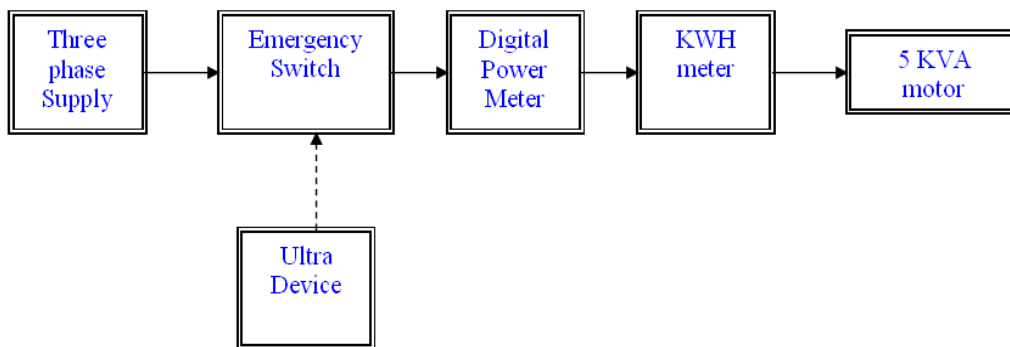 Three
phase
Supply
Emergency
Switch
Digital
Power
Meter
KWH
meter
5 KVA
motor
Ultra
Device